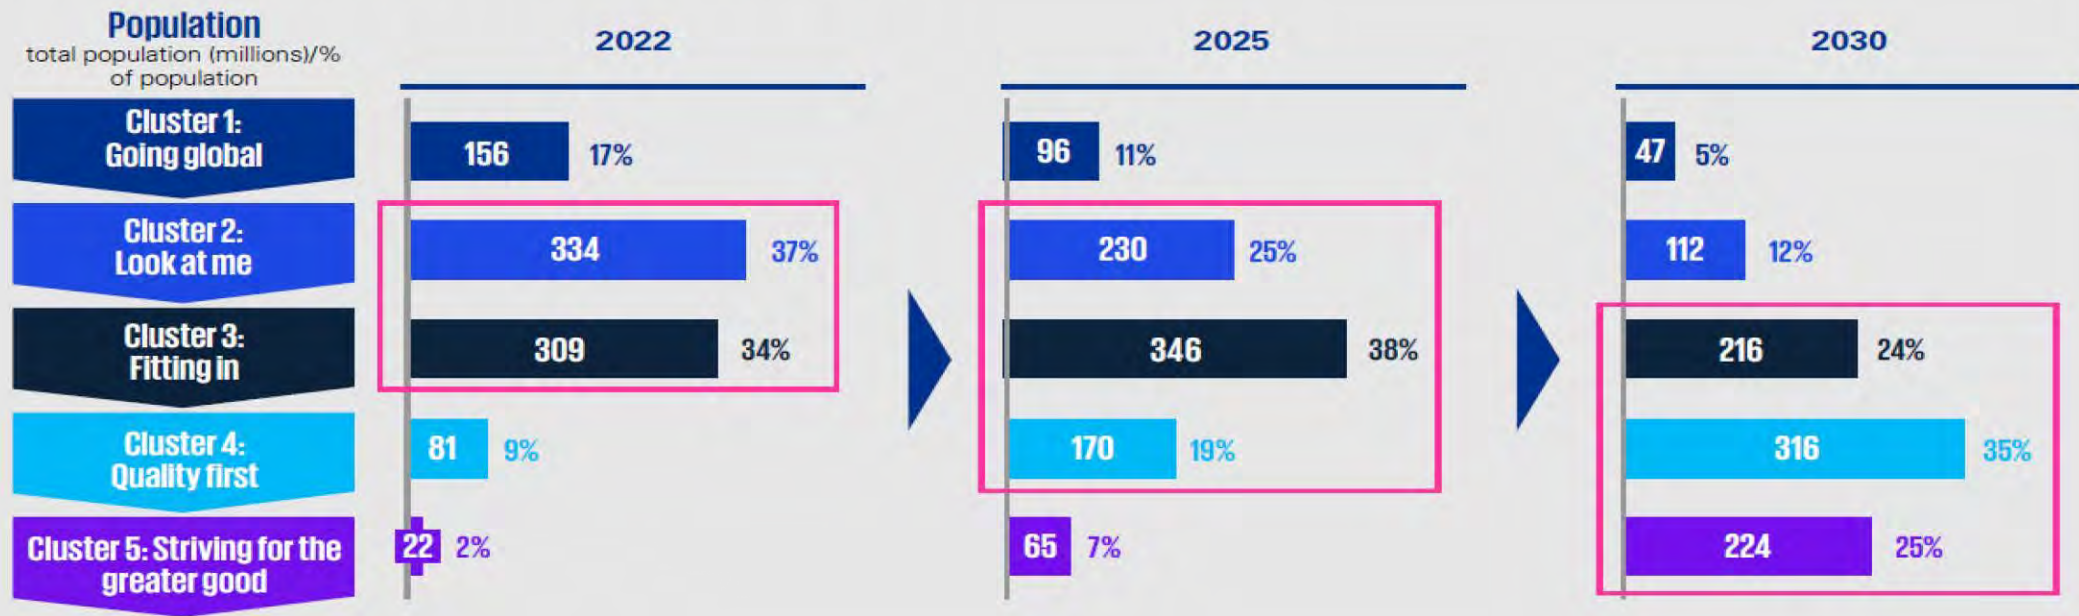 Population
total population (millions)/%
of population
2022
2025
2030
Cluster 1:
Going global
156 17%
96 11%
47 5%
Cluster 2:
Look at me
334 37%
230 25%
112 12%
Cluster 3:
Fitting in
309 34%
346 38%
216 24%
Cluster 4:
Quality first
81 9%
170 19%
316 35%
Cluster 5: Striving for the
greater good
22 2%
65 7%
224 25%